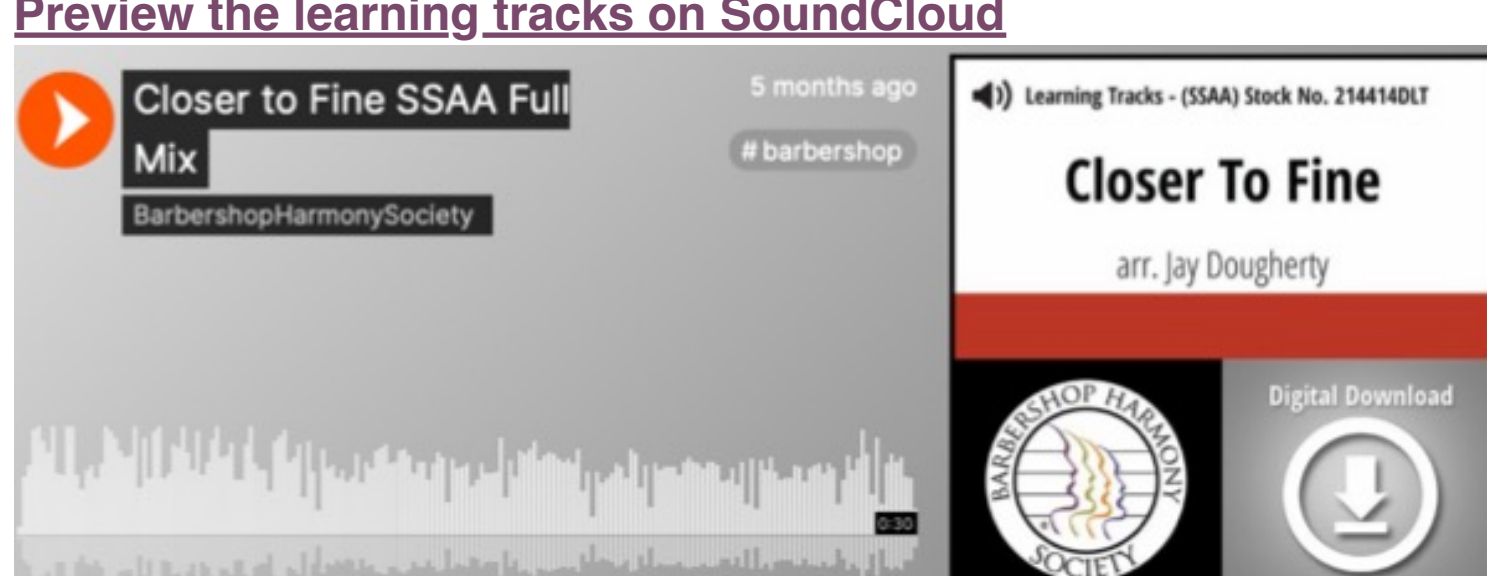 Preview the learning tracks on SoundCloud
Closer to Fine SSAA Full
Mix
BarbershopHarmonySociety
5 months ago
# barbershop
0:30
Learning Tracks - (SSAA) Stock No. 214414DLT
Closer To Fine
arr. Jay Dougherty
BARBERSHOP HARMONY
SOCIETY
Digital Download